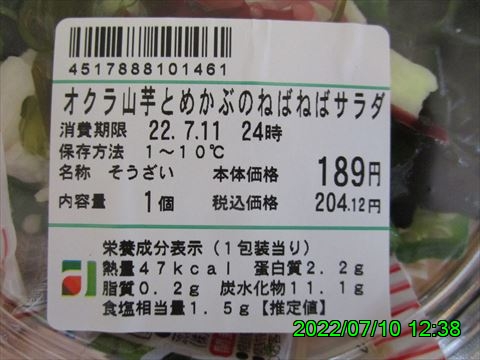 4517888101461
オクラ山芋とめかぶのねばねばサラダ
消費期限 22.7.11 24時
保存方法 1～10℃
名称 そうざい 本体価格 189円
内容量 1個 税込価格 204.12円
栄養成分表示（1包装当り）
熱量47kcal 蛋白質2.2g
脂質0.2g 炭水化物11.1g
食塩相当量1.5g【推定値】
2022/07/10 12:38